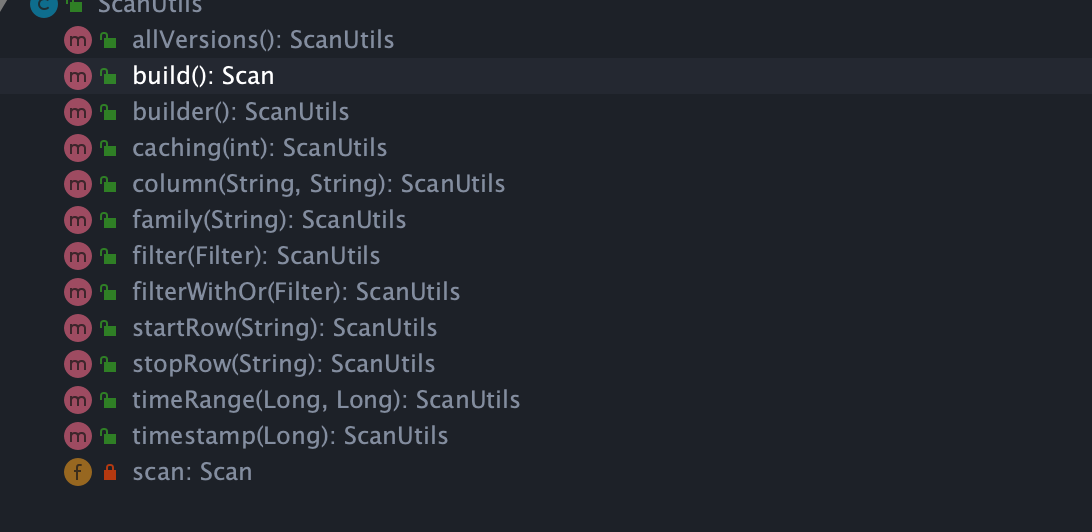 C ScanUtils
m allVersions(): ScanUtils
m build(): Scan
m builder(): ScanUtils
m caching(int): ScanUtils
m column(String, String): ScanUtils
m family(String): ScanUtils
m filter(Filter): ScanUtils
m filterWithOr(Filter): ScanUtils
m startRow(String): ScanUtils
m stopRow(String): ScanUtils
m timeRange(Long, Long): ScanUtils
m timestamp(Long): ScanUtils
f scan: Scan